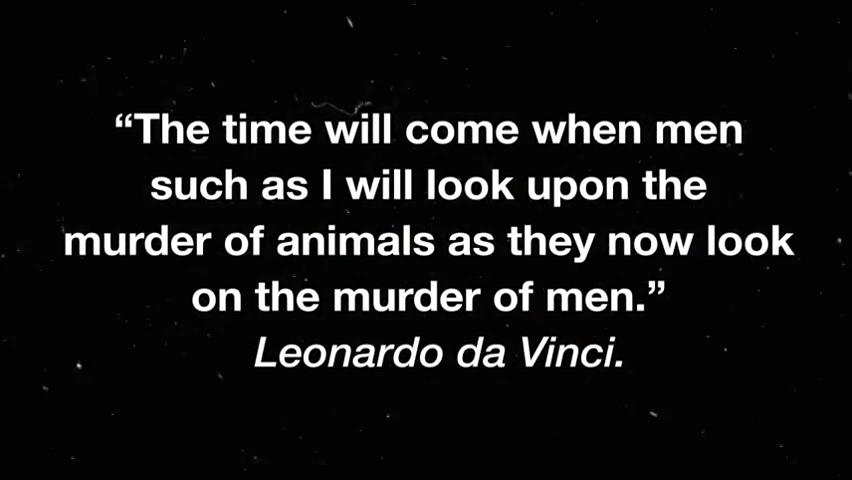 “The time will come when men
such as I will look upon the
murder of animals as they now look
on the murder of men.”
Leonardo da Vinci.